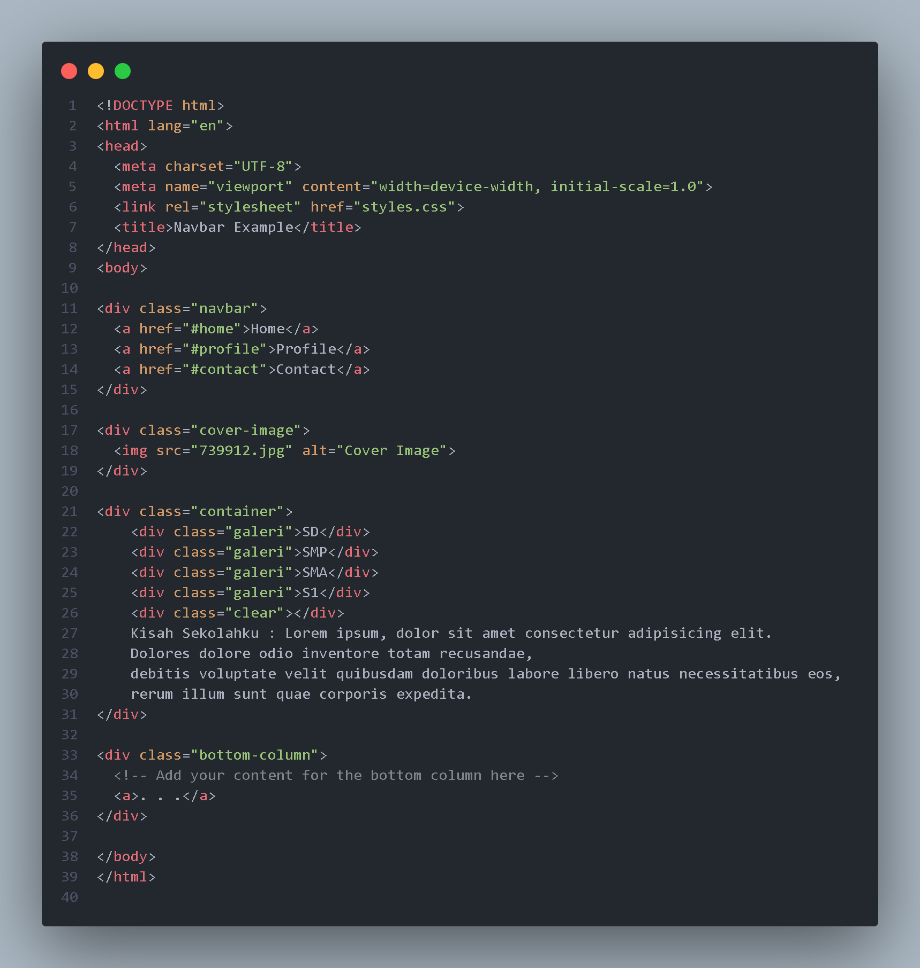 1 <!DOCTYPE html>
2 <html lang="en">
3 <head>
4   <meta charset="UTF-8">
5   <meta name="viewport" content="width=device-width, initial-scale=1.0">
6   <link rel="stylesheet" href="styles.css">
7   <title>Navbar Example</title>
8 </head>
9 <body>
10
11 <div class="navbar">
12   <a href="#home">Home</a>
13   <a href="#profile">Profile</a>
14   <a href="#contact">Contact</a>
15 </div>
16
17 <div class="cover-image">
18   <img src="739912.jpg" alt="Cover Image">
19 </div>
20
21 <div class="container">
22     <div class="galeri">SD</div>
23     <div class="galeri">SMP</div>
24     <div class="galeri">SMA</div>
25     <div class="galeri">S1</div>
26     <div class="clear"></div>
27     Kisah Sekolahku : Lorem ipsum, dolor sit amet consectetur adipisicing elit.
28     Dolores dolore odio inventore totam recusandae,
29     debitis voluptate velit quibusdam doloribus labore libero natus necessitatibus eos,
30     rerum illum sunt quae corporis expedita.
31 </div>
32
33 <div class="bottom-column">
34   <!-- Add your content for the bottom column here -->
35   <a>. . .</a>
36 </div>
37
38 </body>
39 </html>
40